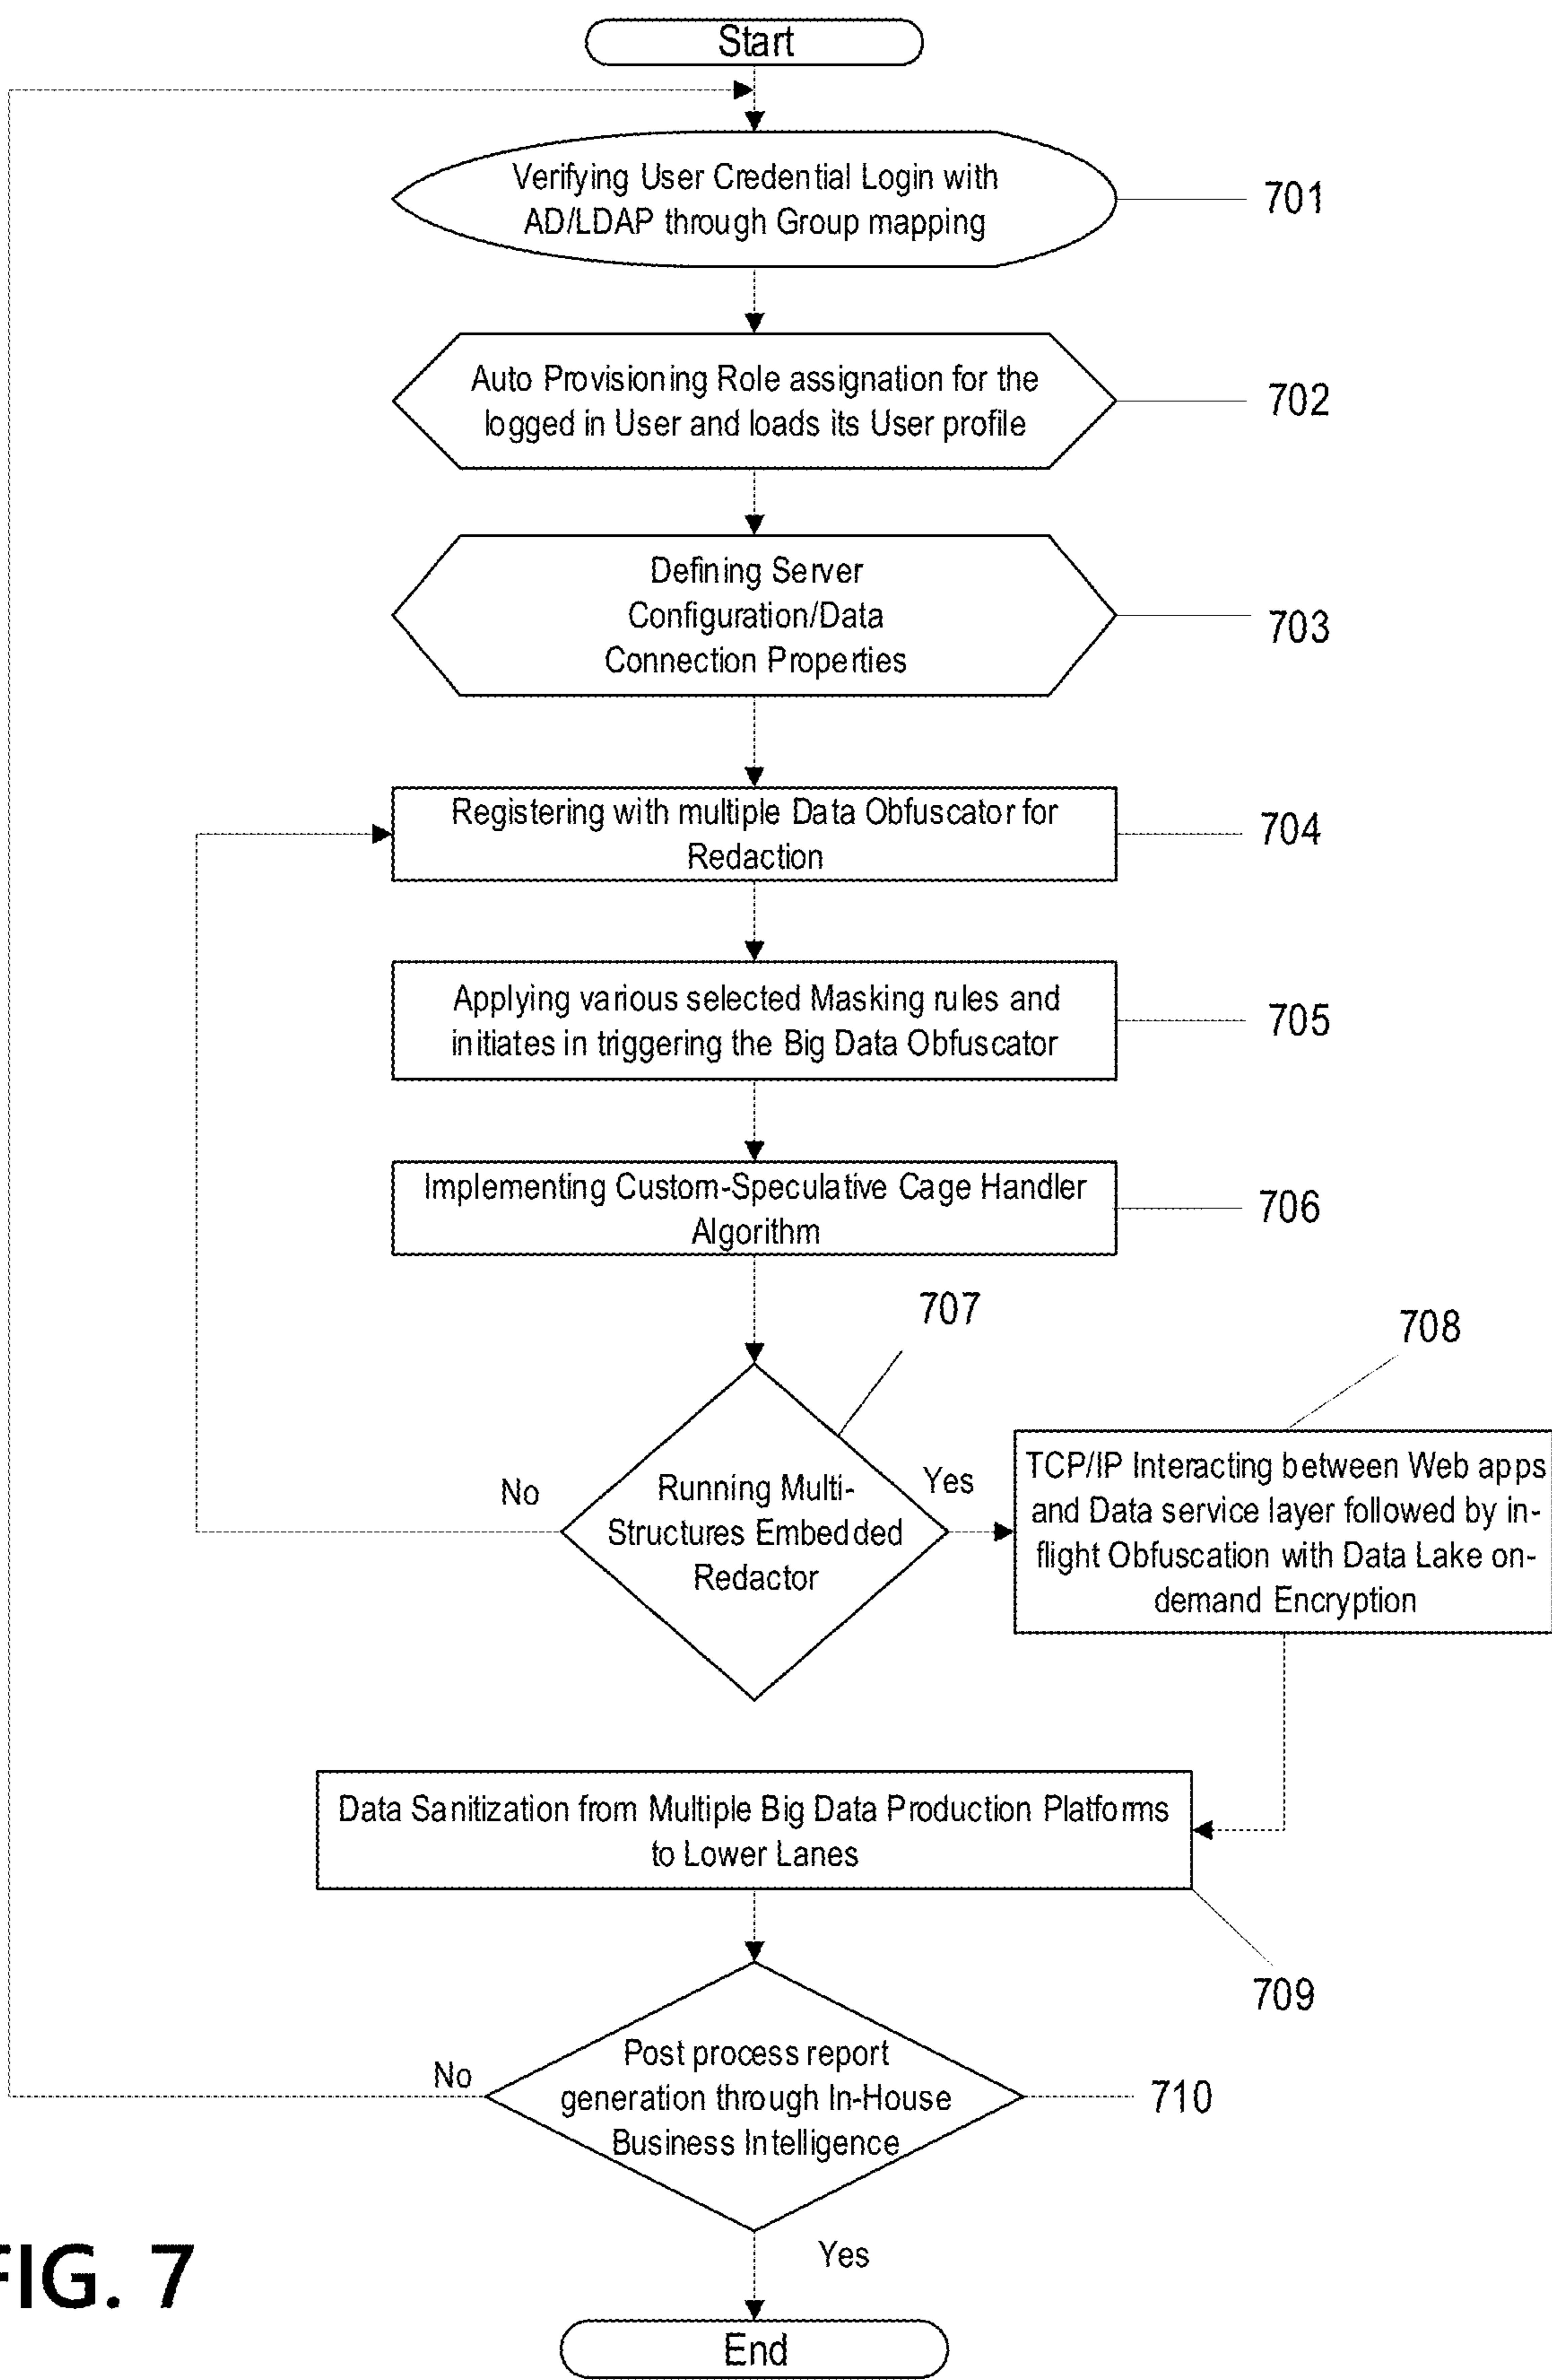 Start
Verifying User Credential Login with
AD/LDAP through Group mapping
701
Auto Provisioning Role assignation for the
logged in User and loads its User profile
702
Defining Server
Configuration/Data
Connection Properties
703
Registering with multiple Data Obfuscator for
Redaction
704
Applying various selected Masking rules and
initiates in triggering the Big Data Obfuscator
705
Implementing Custom-Speculative Cage Handler
Algorithm
706
707
708
No
Running Multi-
Structures Embedded
Redactor
Yes
TCP/IP Interacting between Web apps
and Data service layer followed by in-
flight Obfuscation with Data Lake on-
demand Encryption
Data Sanitization from Multiple Big Data Production Platforms
to Lower Lanes
709
No
Post process report
generation through In-House
Business Intelligence
710
Yes
FIG. 7
End